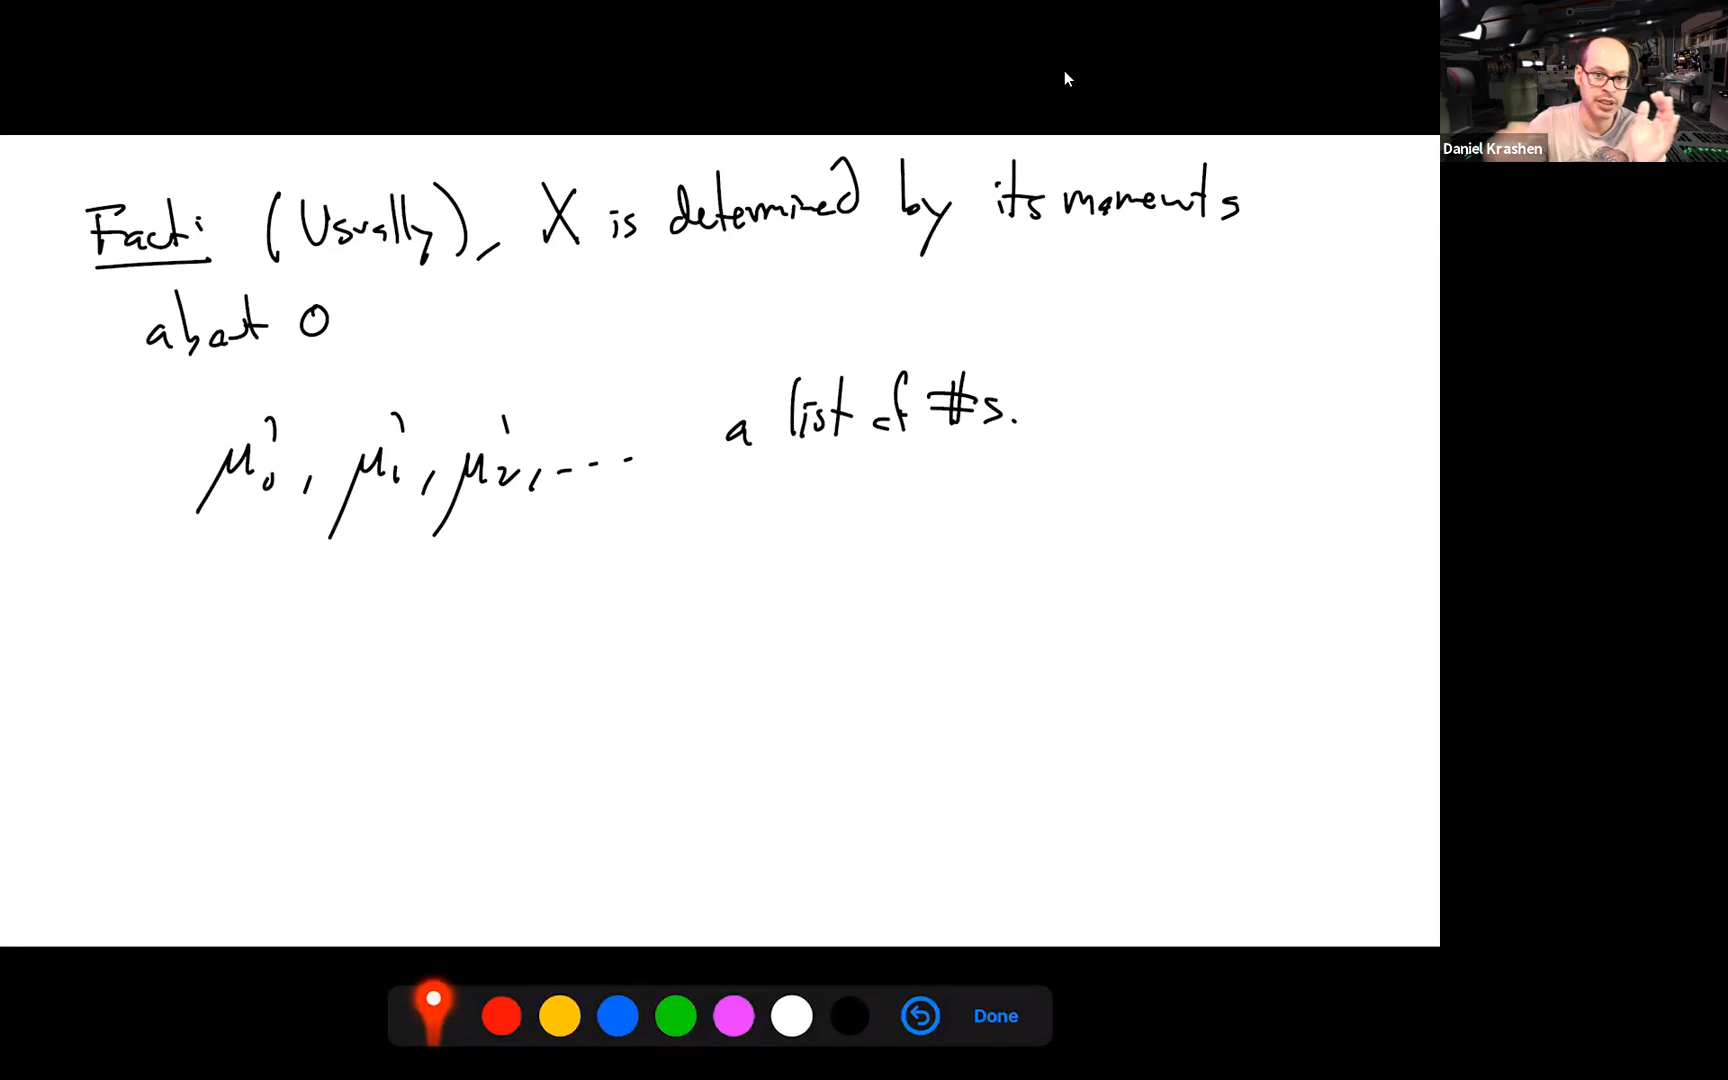 Daniel Krashen
Fact: (Usually), X is determined by its moments
about 0
μ'₀, μ'₁, μ'₂, ... a list of #s.
Done